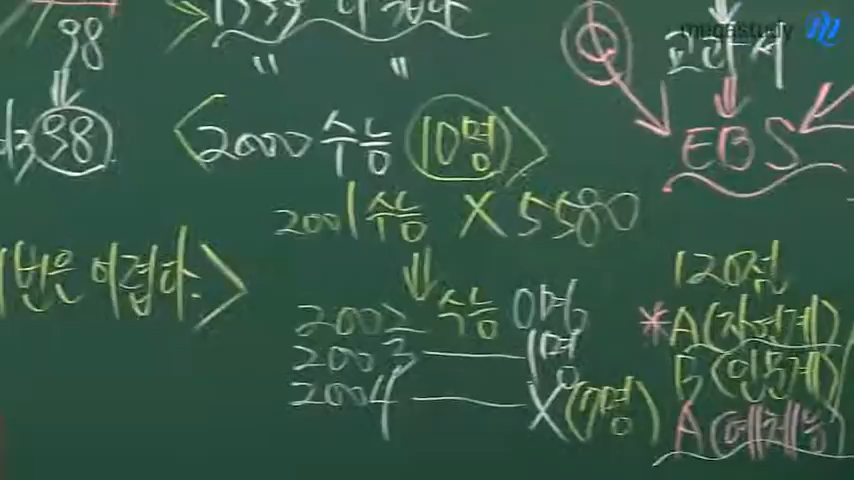 muqastudy
98
교과서
98
<2000 수능 10명>
EBS
2001 수능 X 5580
번은 어렵다.>
120점
2002 수능 0명
*A(자연계)
2003 1명
B(인문계)
2004 X(9명)
A(예체능)